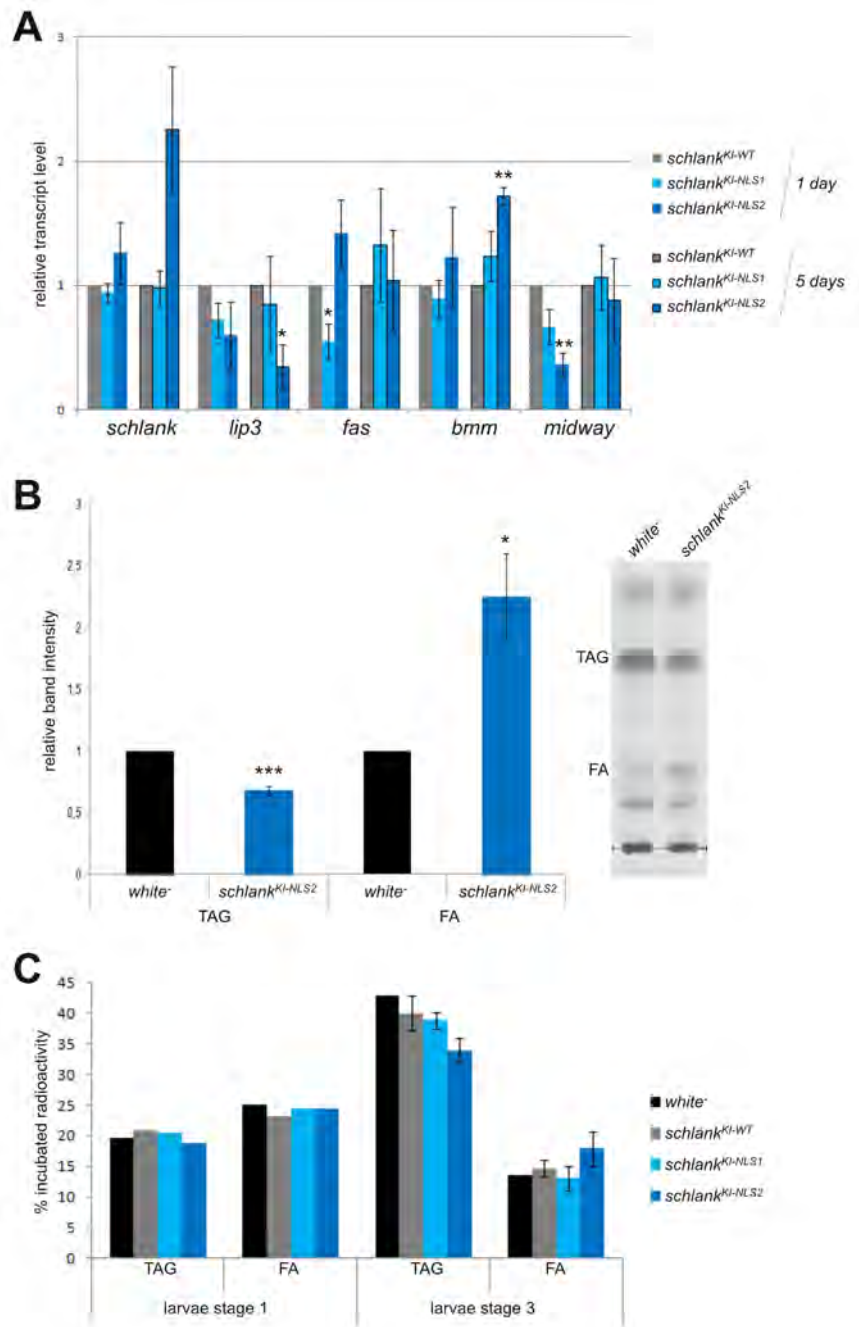 A
3
2
1
0
relative transcript level
**
*
*
**
schlank
lip3
fas
bmm
midway
schlank^KI-WT
schlank^KI-NLS1
schlank^KI-NLS2
1 day
schlank^KI-WT
schlank^KI-NLS1
schlank^KI-NLS2
5 days
B
3
2.5
2
1.5
1
0.5
0
relative band intensity
***
*
white-
schlank^KI-NLS2
white-
schlank^KI-NLS2
TAG
FA
white-
schlank^KI-NLS2
TAG
FA
C
45
40
35
30
25
20
15
10
5
0
% incubated radioactivity
TAG
FA
TAG
FA
larvae stage 1
larvae stage 3
white-
schlank^KI-WT
schlank^KI-NLS1
schlank^KI-NLS2